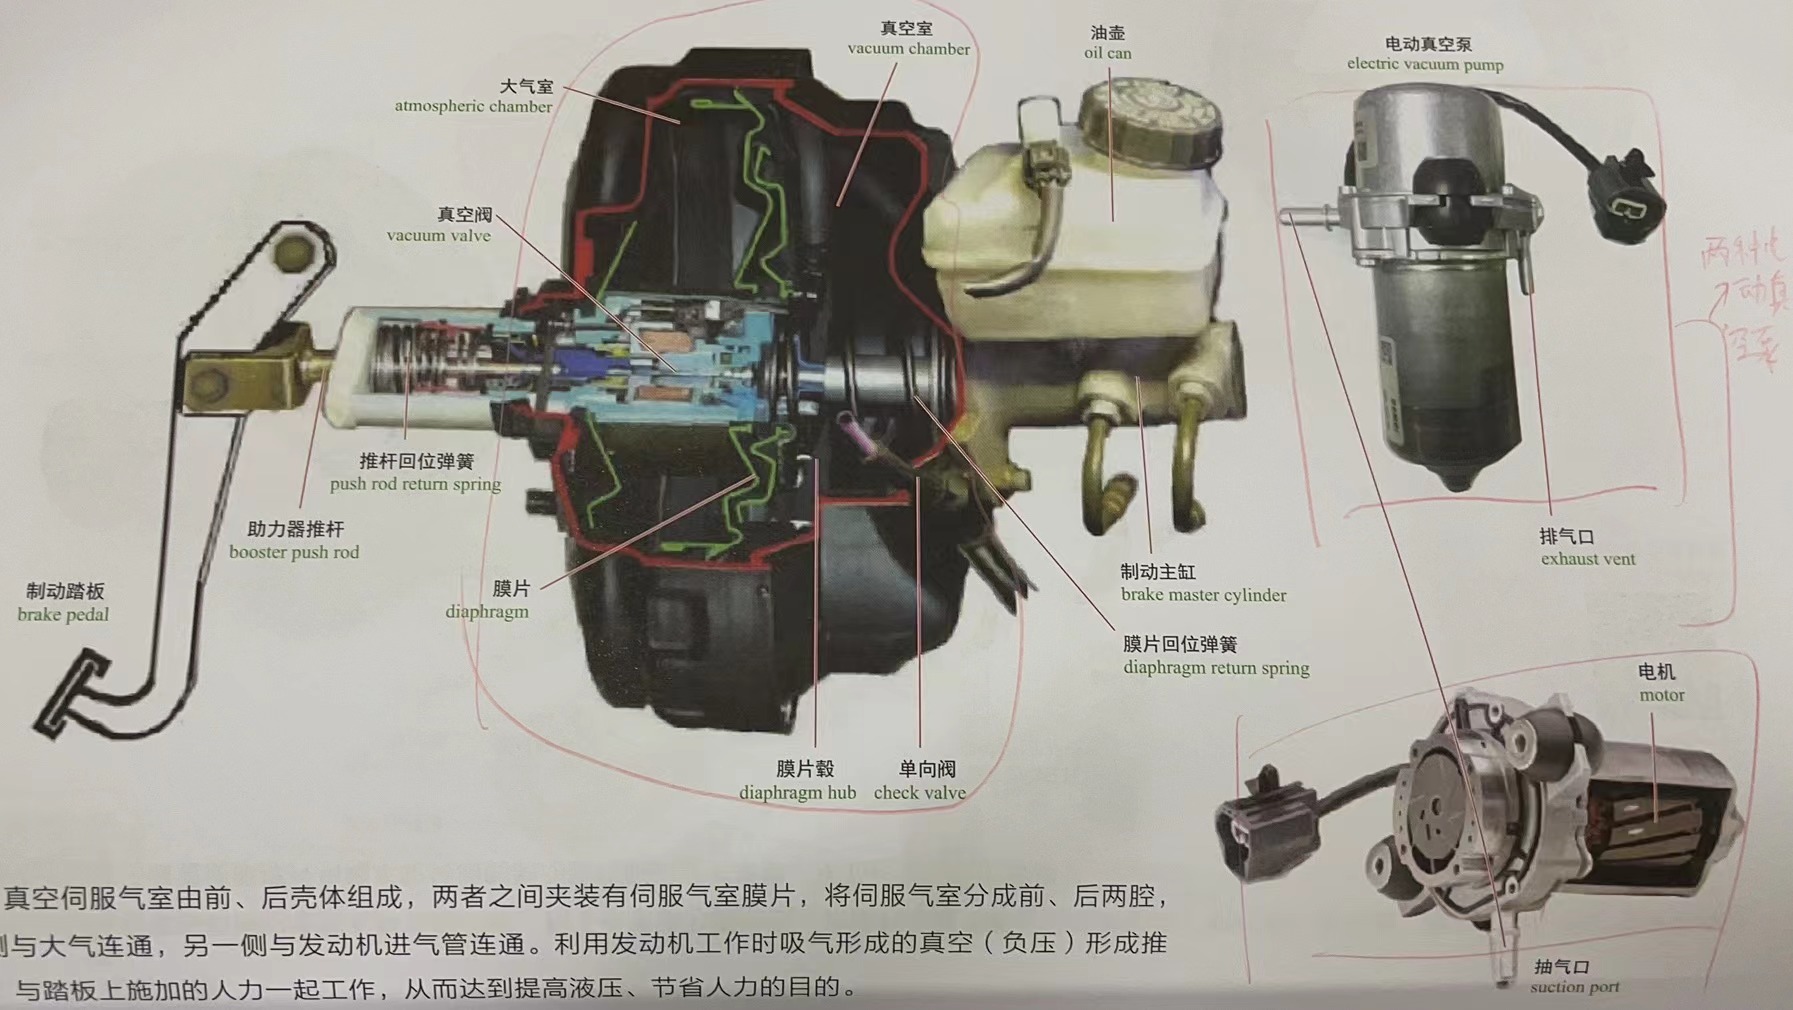 真空室
vacuum chamber
油壶
oil can
电动真空泵
electric vacuum pump
大气室
atmospheric chamber
真空阀
vacuum valve
两种电
动真
空泵
推杆回位弹簧
push rod return spring
助力器推杆
booster push rod
制动踏板
brake pedal
膜片
diaphragm
排气口
exhaust vent
制动主缸
brake master cylinder
膜片回位弹簧
diaphragm return spring
电机
motor
膜片毂
diaphragm hub
单向阀
check valve
抽气口
suction port
真空伺服气室由前、后壳体组成，两者之间夹装有伺服气室膜片，将伺服气室分成前、后两腔，
与大气连通，另一侧与发动机进气管连通。利用发动机工作时吸气形成的真空（负压）形成推
与踏板上施加的人力一起工作，从而达到提高液压、节省人力的目的。